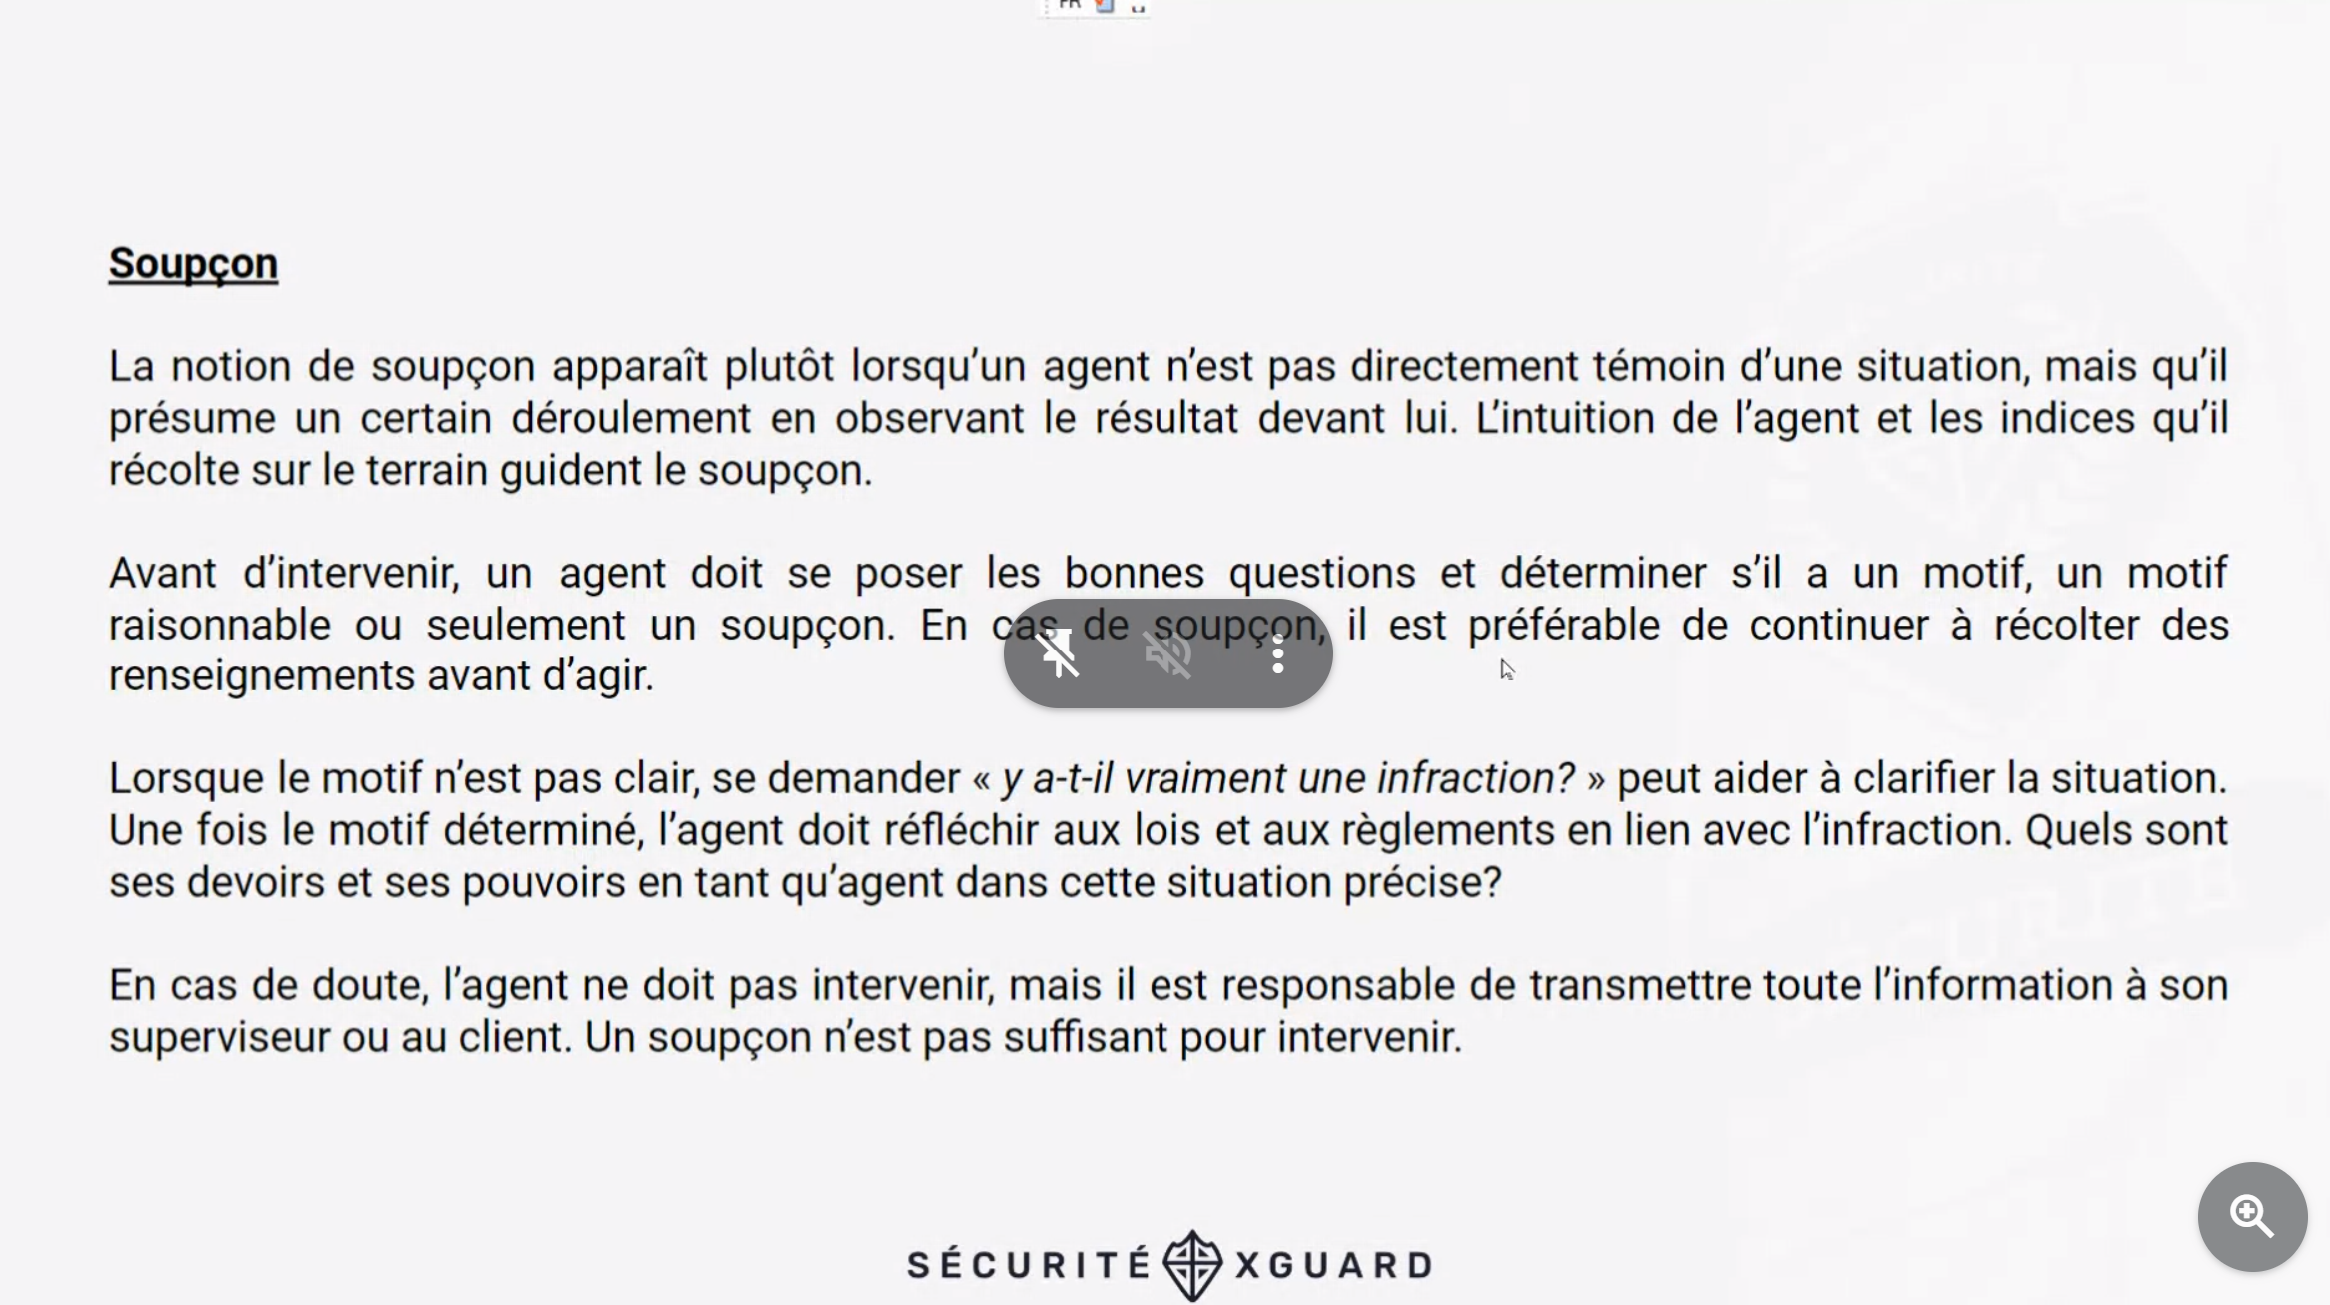 FR
Soupçon
La notion de soupçon apparaît plutôt lorsqu’un agent n’est pas directement témoin d’une situation, mais qu’il
présume un certain déroulement en observant le résultat devant lui. L’intuition de l’agent et les indices qu’il
récolte sur le terrain guident le soupçon.
Avant d’intervenir, un agent doit se poser les bonnes questions et déterminer s’il a un motif, un motif
raisonnable ou seulement un soupçon. En cas de soupçon, il est préférable de continuer à récolter des
renseignements avant d’agir.
Lorsque le motif n’est pas clair, se demander « y a-t-il vraiment une infraction? » peut aider à clarifier la situation.
Une fois le motif déterminé, l’agent doit réfléchir aux lois et aux règlements en lien avec l’infraction. Quels sont
ses devoirs et ses pouvoirs en tant qu’agent dans cette situation précise?
En cas de doute, l’agent ne doit pas intervenir, mais il est responsable de transmettre toute l’information à son
superviseur ou au client. Un soupçon n’est pas suffisant pour intervenir.
SÉCURITÉ XGUARD